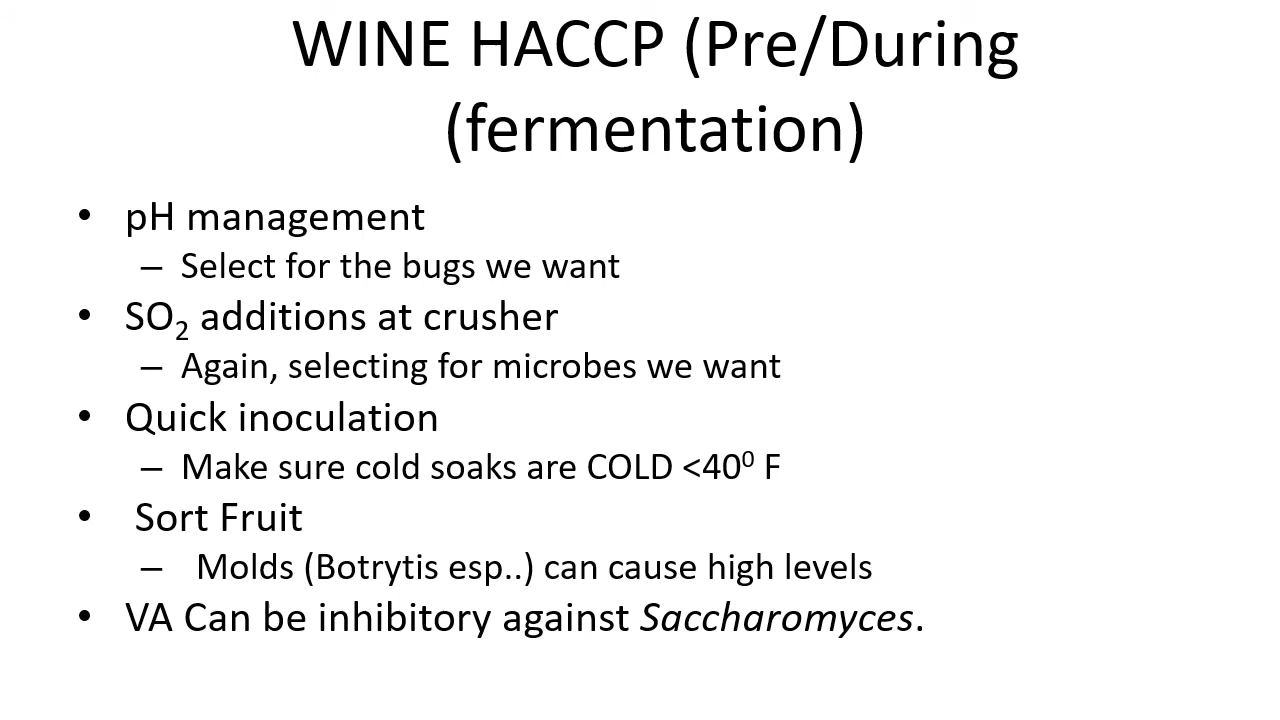 WINE HACCP (Pre/During
(fermentation)
• pH management
– Select for the bugs we want
• SO₂ additions at crusher
– Again, selecting for microbes we want
• Quick inoculation
– Make sure cold soaks are COLD <40⁰ F
• Sort Fruit
– Molds (Botrytis esp..) can cause high levels
• VA Can be inhibitory against Saccharomyces.